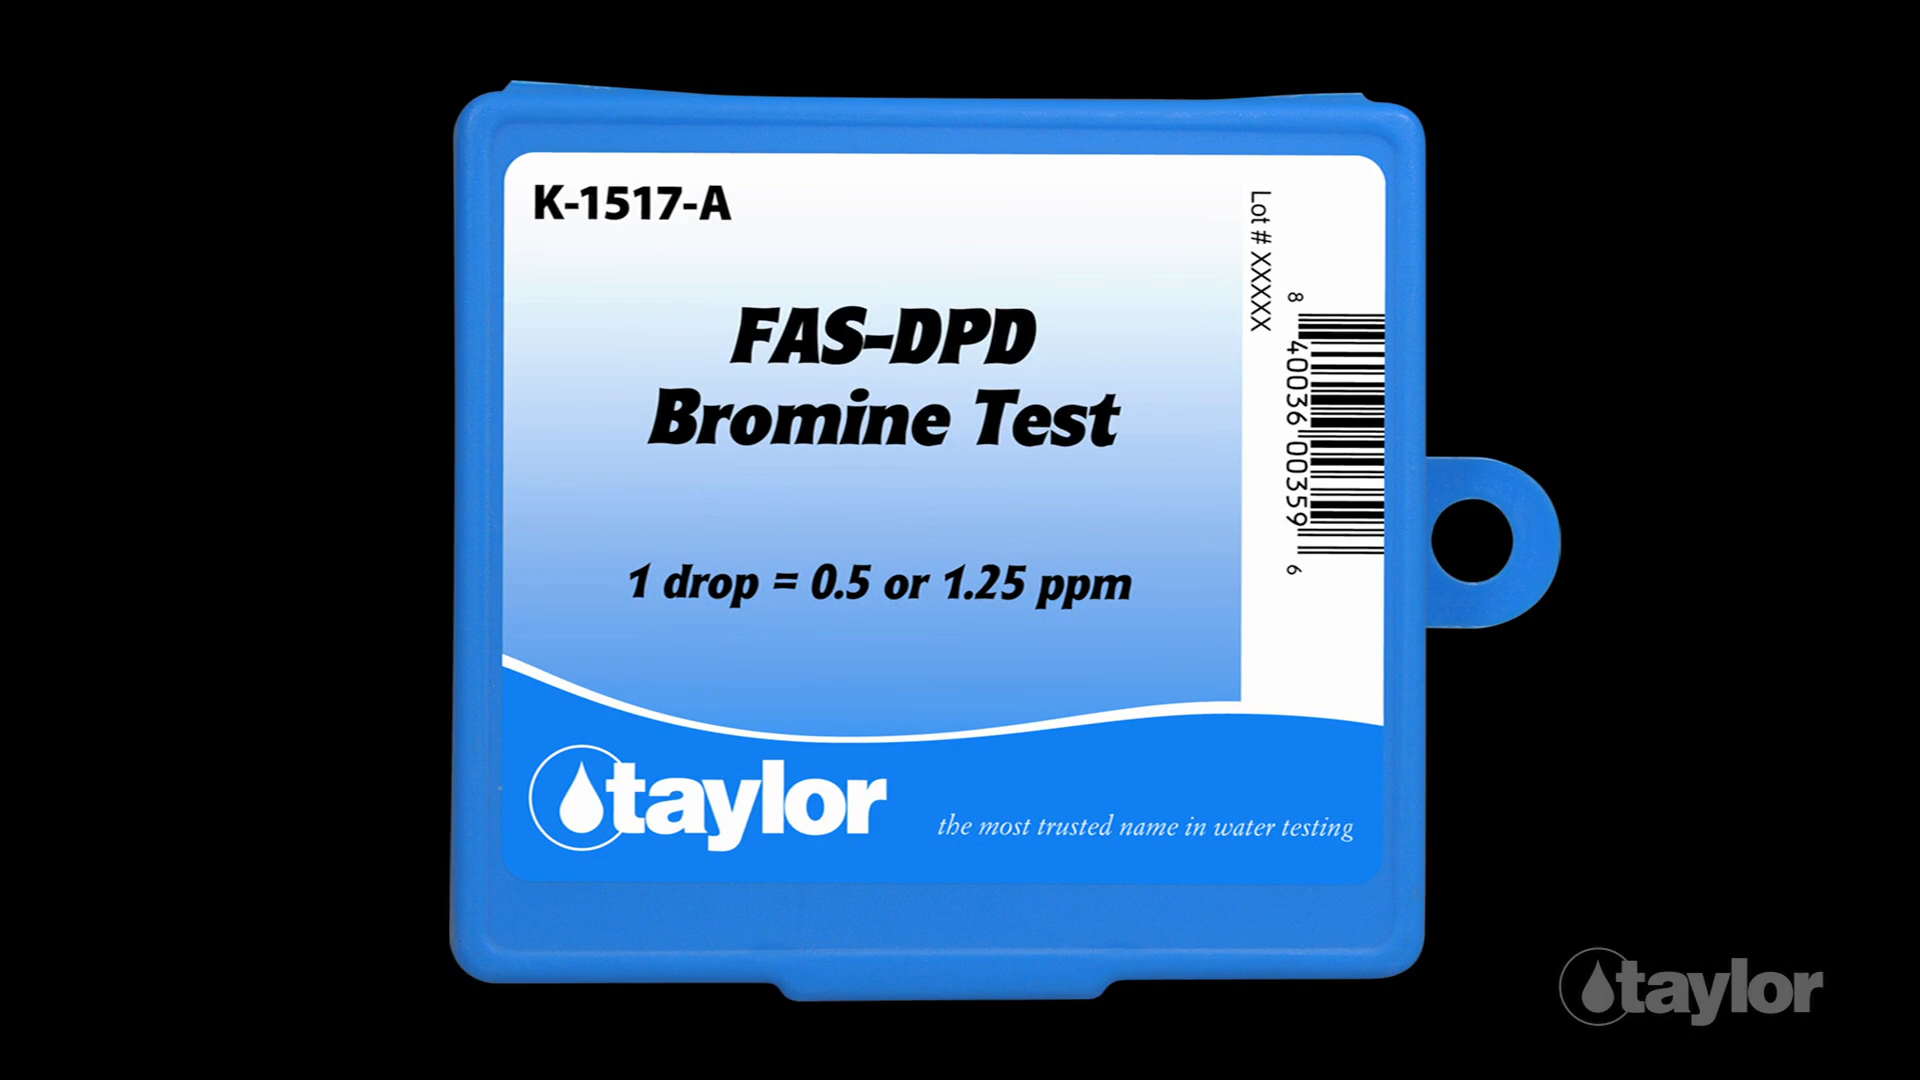 K-1517-A
FAS-DPD
Bromine Test
1 drop = 0.5 or 1.25 ppm
Lot # XXXXX
8 40036 00359 6
taylor
the most trusted name in water testing
taylor